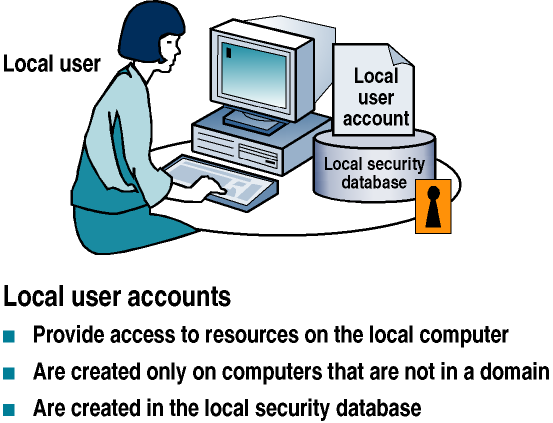 Local user
Local
user
account
Local security
database
Local user accounts
Provide access to resources on the local computer
Are created only on computers that are not in a domain
Are created in the local security database